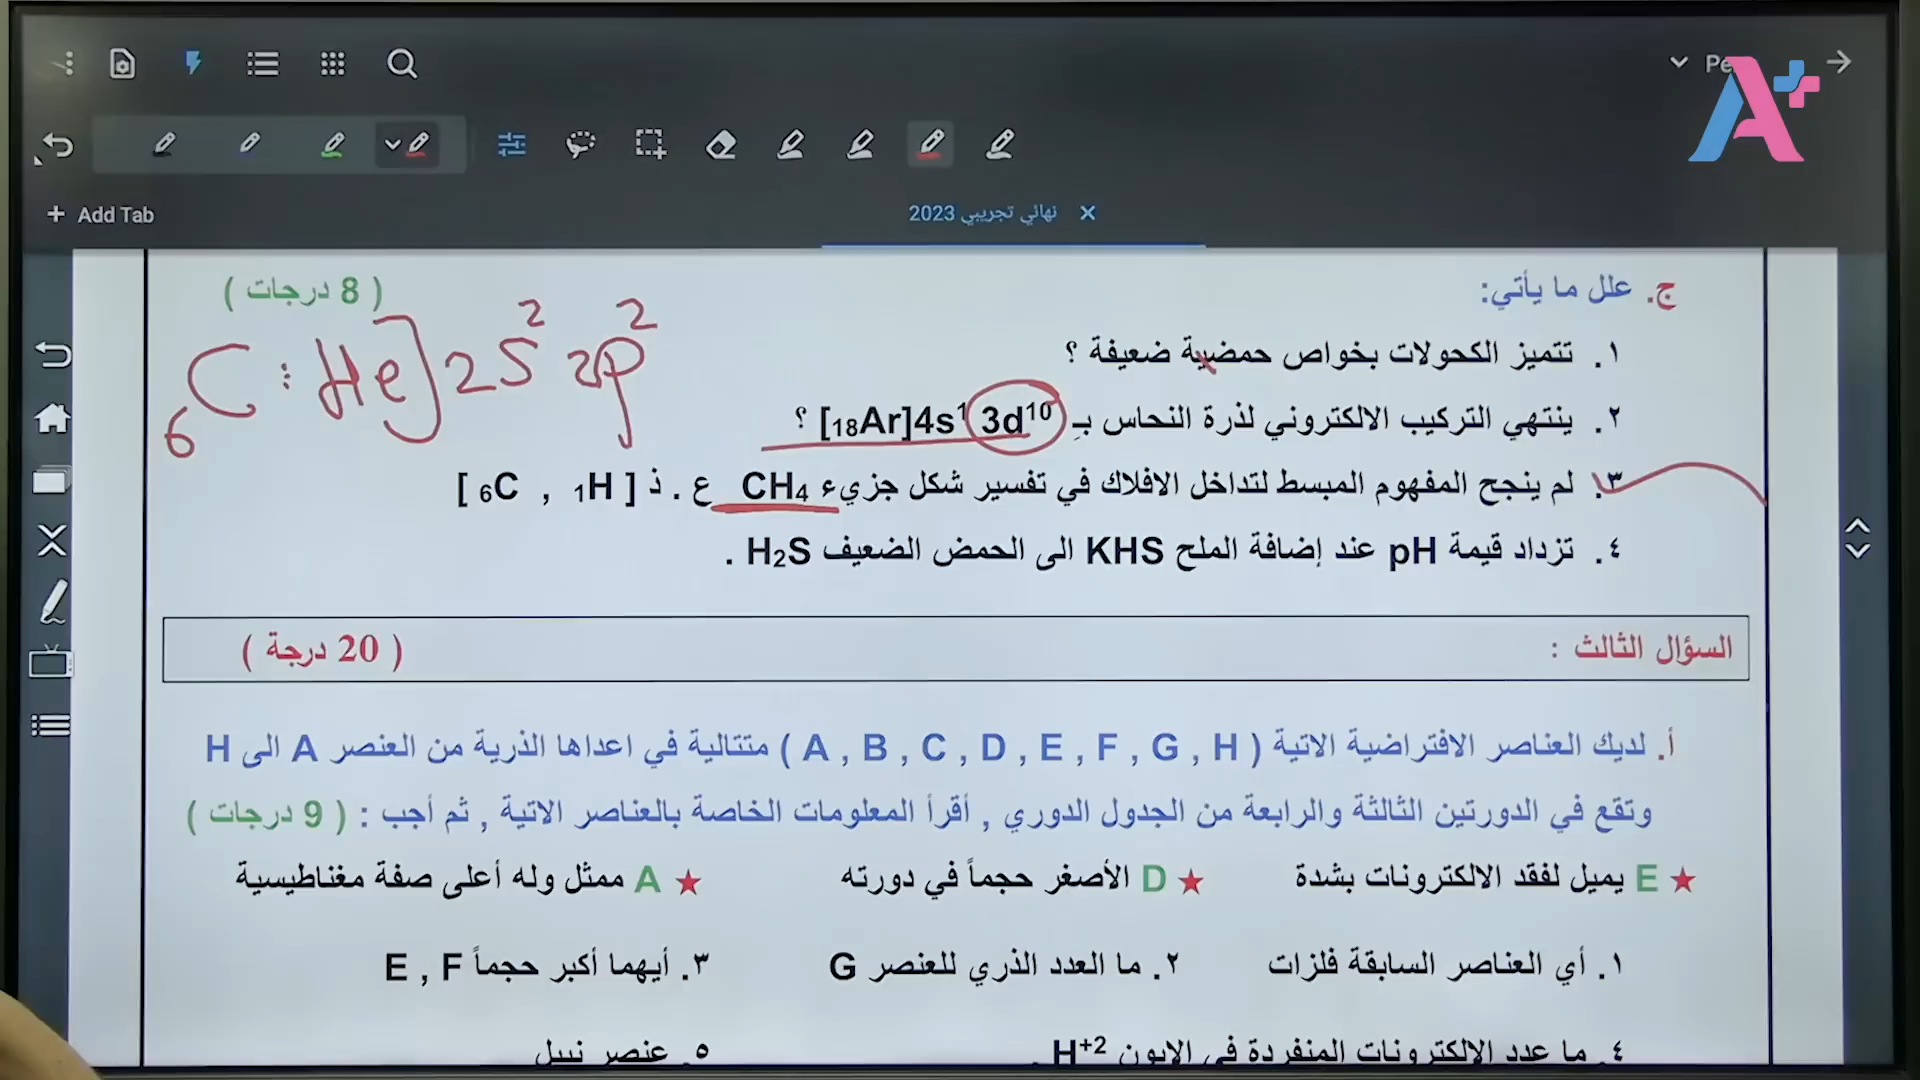 A+
+ Add Tab
نهائي تجريبي 2023 ×
ج. علل ما يأتي: ( 8 درجات )
C : He] 2S² 2p²
6
١. تتميز الكحولات بخواص حمضية ضعيفة ؟
٢. ينتهي التركيب الالكتروني لذرة النحاس بـِ [₁₈Ar]4s¹ 3d¹⁰ ؟
٣. لم ينجح المفهوم المبسط لتداخل الافلاك في تفسير شكل جزيء CH₄ ع . ذ [ ₆C , ₁H ]
٤. تزداد قيمة pH عند إضافة الملح KHS الى الحمض الضعيف H₂S .
السؤال الثالث : ( 20 درجة )
أ. لديك العناصر الافتراضية الاتية ( A , B , C , D , E , F , G , H ) متتالية في اعداها الذرية من العنصر A الى H
وتقع في الدورتين الثالثة والرابعة من الجدول الدوري , أقرأ المعلومات الخاصة بالعناصر الاتية , ثم أجب : ( 9 درجات )
★ E يميل لفقد الالكترونات بشدة ★ D الأصغر حجماً في دورته ★ A ممثل وله أعلى صفة مغناطيسية
١. أي العناصر السابقة فلزات ٢. ما العدد الذري للعنصر G ٣. أيهما أكبر حجماً E , F
٤. ما عدد الالكترونات المنفردة في الايون H⁺² . ٥. عنصر نبيل